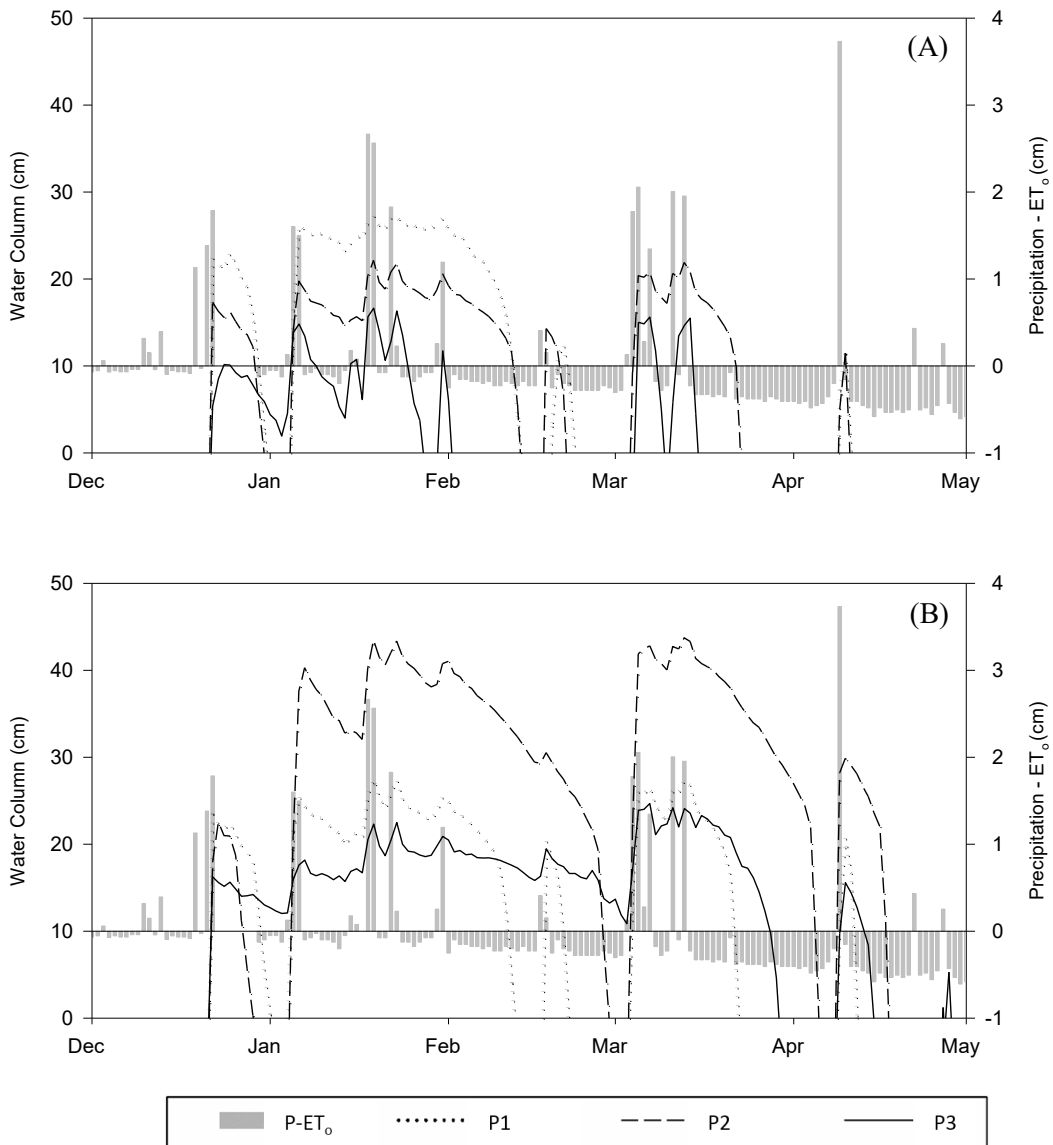 50
40
30
20
10
0
Water Column (cm)
(A)
4
3
2
1
0
-1
Precipitation - ETo (cm)
Dec Jan Feb Mar Apr May
50
40
30
20
10
0
Water Column (cm)
(B)
4
3
2
1
0
-1
Precipitation - ETo (cm)
Dec Jan Feb Mar Apr May
P-ETo P1 P2 P3